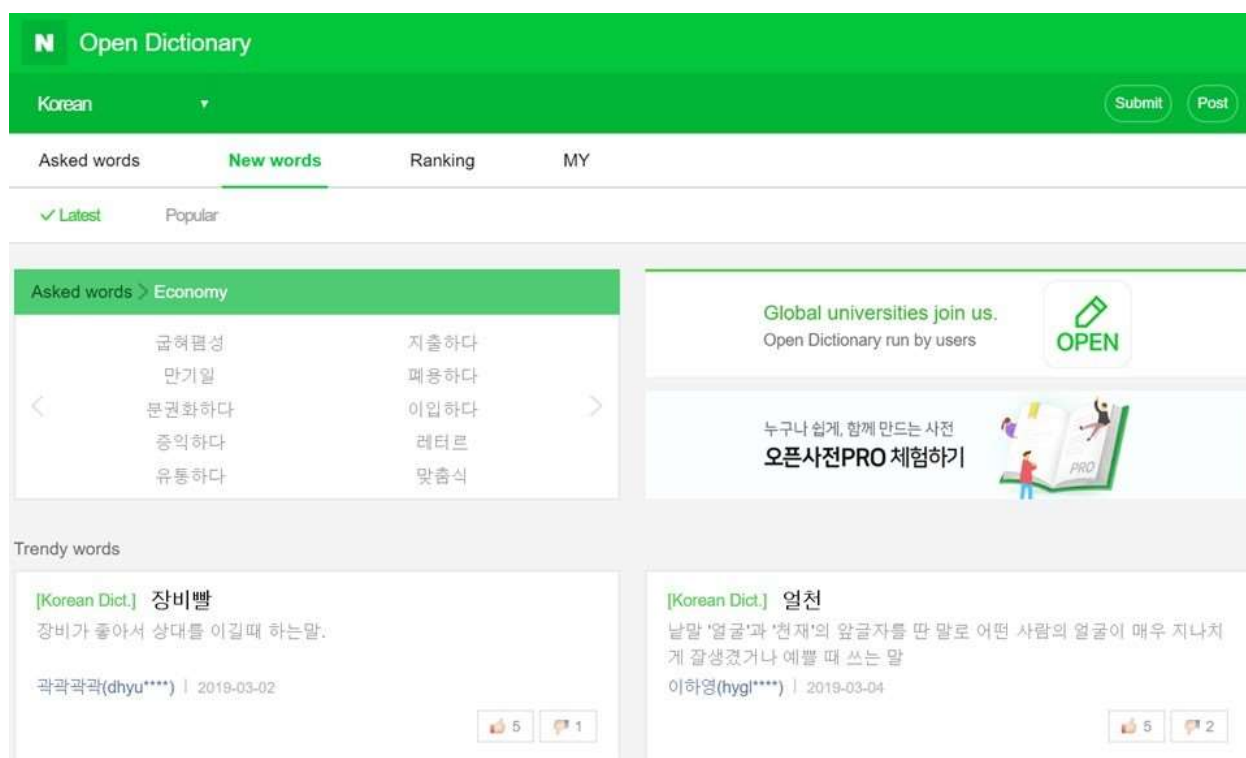 N Open Dictionary
Korean
Submit Post
Asked words New words Ranking MY
Latest Popular
Asked words > Economy
굽혀폄성 지출하다
만기일 폐용하다
분권화하다 이입하다
증익하다 레터르
유통하다 맞춤식
Global universities join us.
Open Dictionary run by users
OPEN
누구나 쉽게, 함께 만드는 사전
오픈사전PRO 체험하기
PRO
Trendy words
[Korean Dict.] 장비빨
장비가 좋아서 상대를 이길때 하는말.
곽곽곽곽(dhyu****) | 2019-03-02
5 1
[Korean Dict.] 얼천
낱말 '얼굴'과 '천재'의 앞글자를 딴 말로 어떤 사람의 얼굴이 매우 지나치
게 잘생겼거나 예쁠 때 쓰는 말
이하영(hygl****) | 2019-03-04
5 2